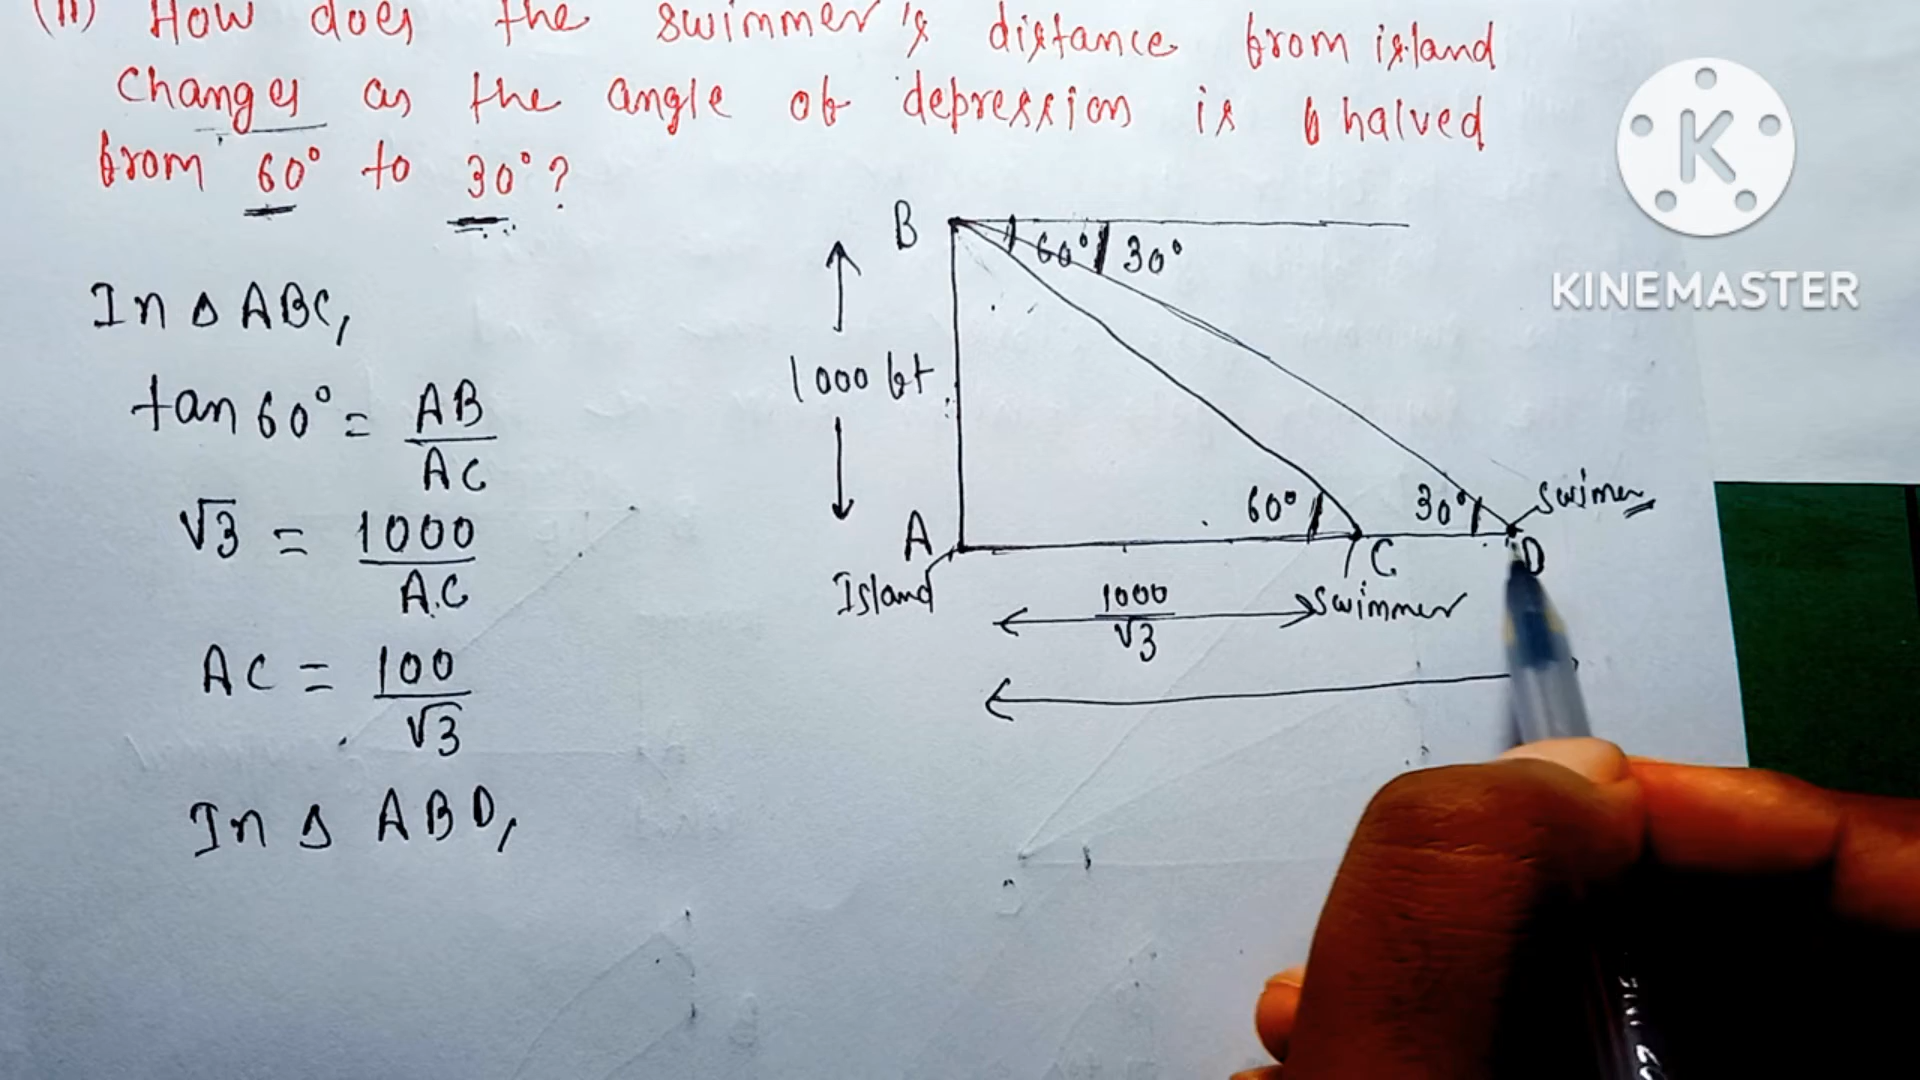 (ii) How does the swimmer's distance from island
changes as the angle of depression is halved
from 60° to 30°?
In △ ABC,
tan 60° = AB / AC
√3 = 1000 / AC
AC = 100 / √3
In △ ABD,
B
60° 30°
1000 ft
A
60°
30°
C
D
swimer
Island
swimmer
1000 / √3
K
KINEMASTER